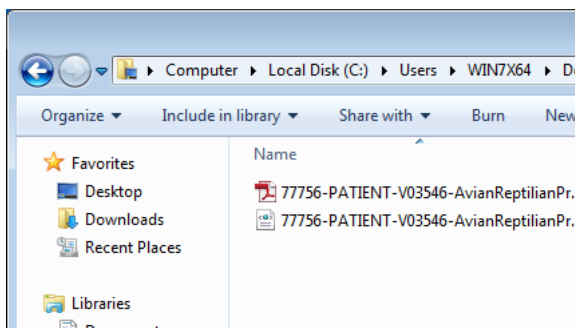 Computer ▸ Local Disk (C:) ▸ Users ▸ WIN7X64 ▸
Organize Include in library Share with Burn New
Favorites
Desktop
Downloads
Recent Places
Libraries
Name
77756-PATIENT-V03546-AvianReptilianPr.
77756-PATIENT-V03546-AvianReptilianPr.